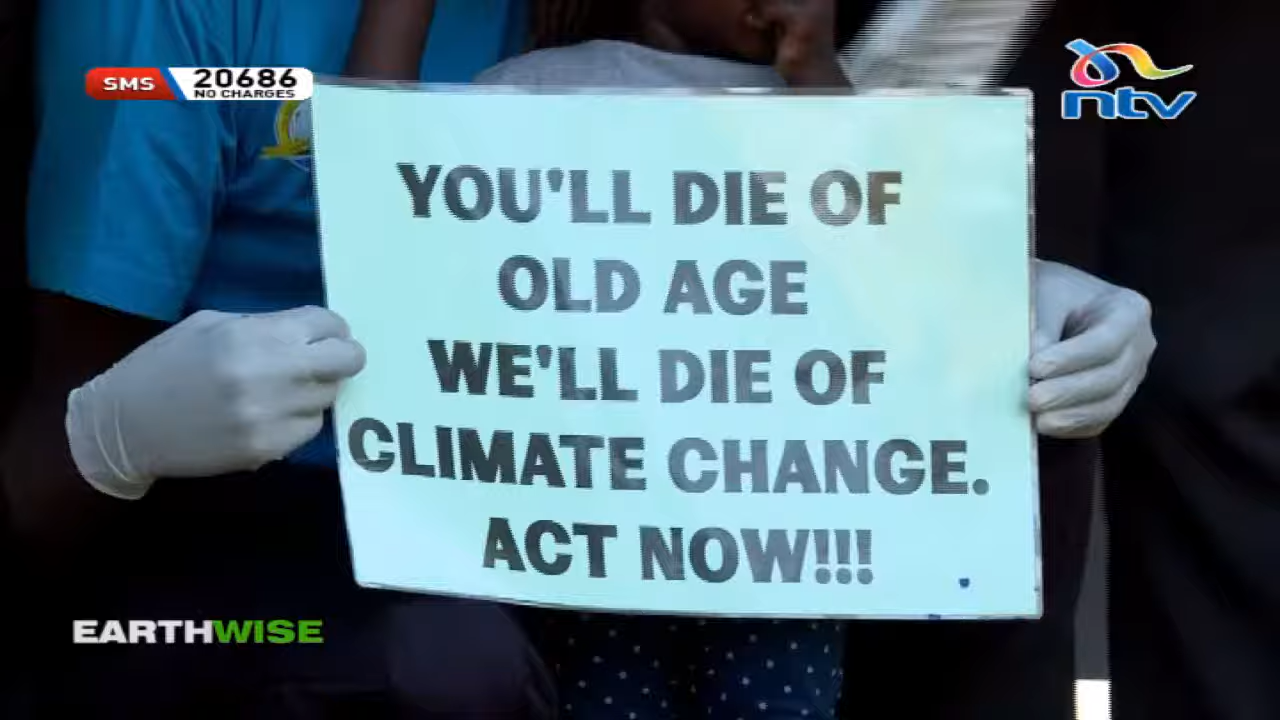 SMS
20686
NO CHARGES
ntv
YOU'LL DIE OF
OLD AGE
WE'LL DIE OF
CLIMATE CHANGE.
ACT NOW!!!
EARTHWISE